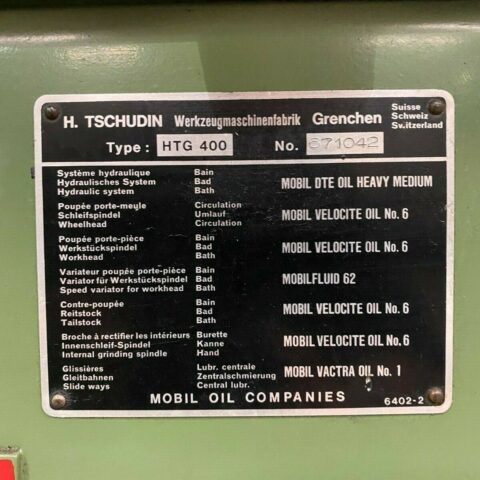 H. TSCHUDIN Werkzeugmaschinenfabrik Grenchen Suisse
Schweiz
Switzerland
Type: HTG 400 No. 671042
Système hydraulique Bain
Hydraulisches System Bad MOBIL DTE OIL HEAVY MEDIUM
Hydraulic system Bath
Poupée porte-meule Circulation
Schleifspindel Umlauf MOBIL VELOCITE OIL No. 6
Wheelhead Circulation
Poupée porte-pièce Bain
Werkstückspindel Bad MOBIL VELOCITE OIL No. 6
Workhead Bath
Variateur poupée porte-pièce Bain
Variator für Werkstückspindel Bad MOBILFLUID 62
Speed variator for workhead Bath
Contre-poupée Bain
Reitstock Bad MOBIL VELOCITE OIL No. 6
Tailstock Bath
Broche à rectifier les intérieurs Burette
Innenschleif-Spindel Kanne MOBIL VELOCITE OIL No. 6
Internal grinding spindle Hand
Glissières Lubr. centrale
Gleitbahnen Zentralschmierung MOBIL VACTRA OIL No. 1
Slide ways Central lubr.
MOBIL OIL COMPANIES 6402-2